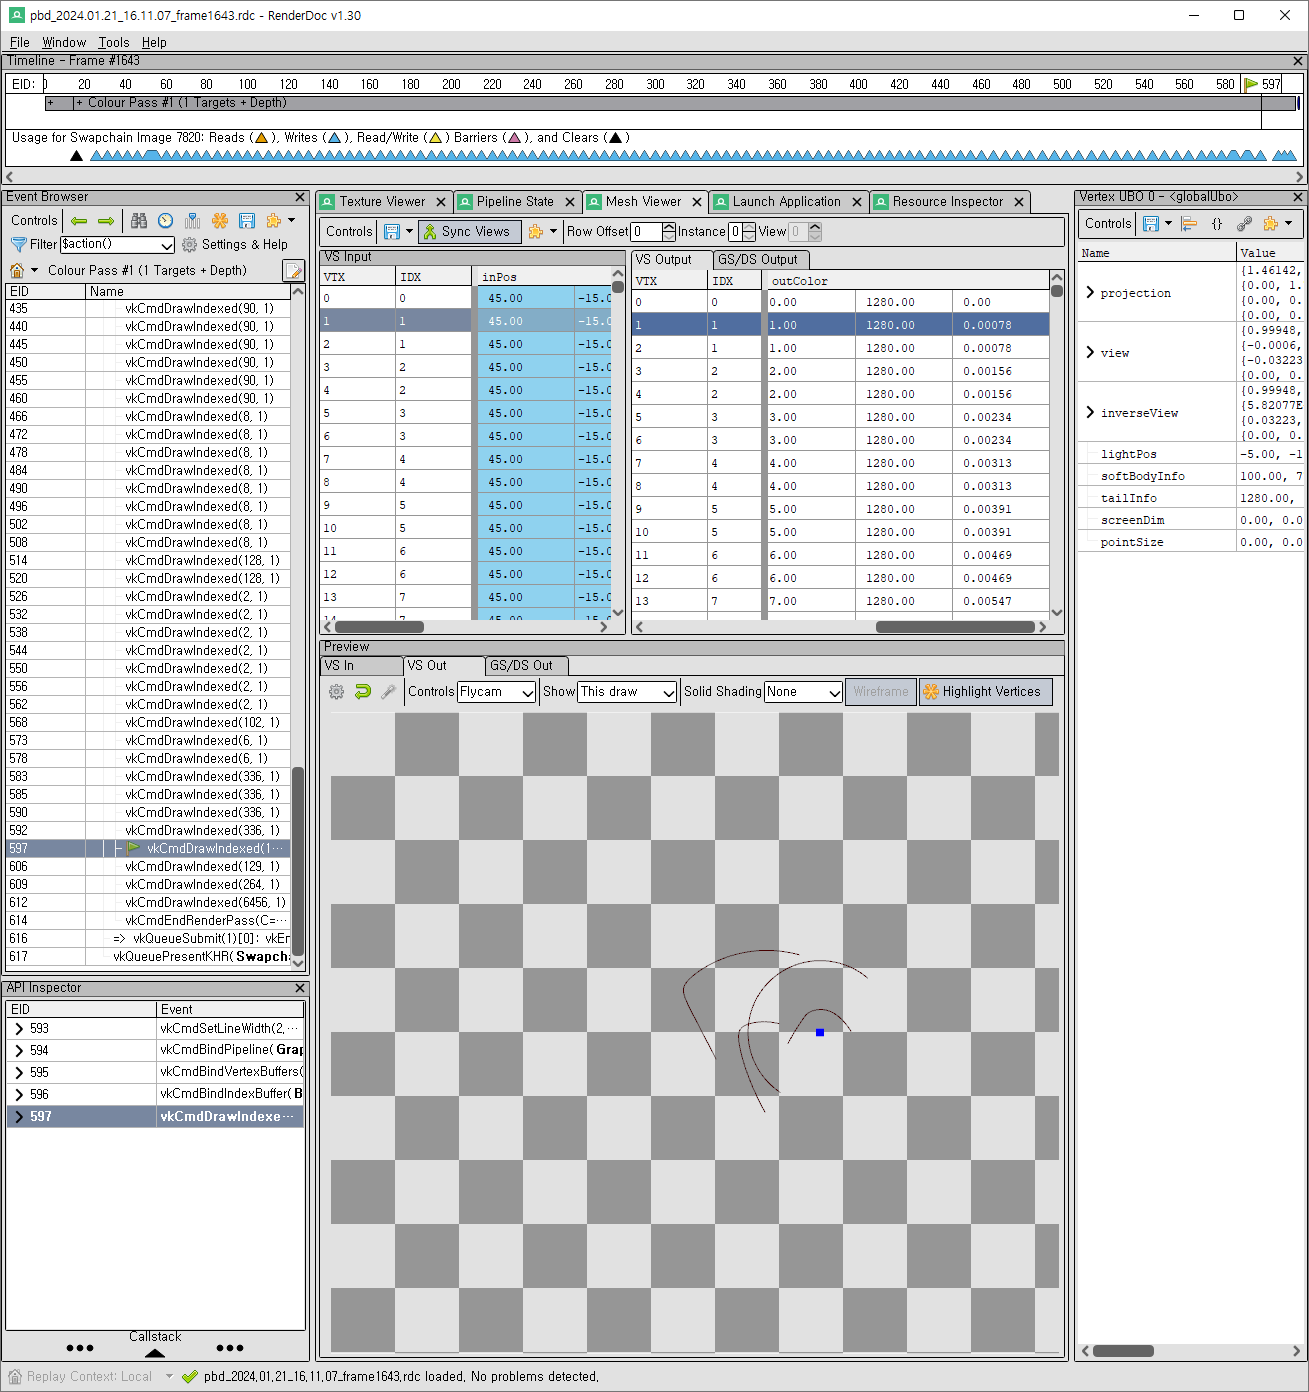 pbd_2024.01.21_16.11.07_frame1643.rdc - RenderDoc v1.30
File Window Tools Help
Timeline - Frame #1643
EID: 0 20 40 60 80 100 120 140 160 180 200 220 240 260 280 300 320 340 360 380 400 420 440 460 480 500 520 540 560 580 597
+ + Colour Pass #1 (1 Targets + Depth)
Usage for Swapchain Image 7820: Reads ( ), Writes ( ), Read/Write ( ) Barriers ( ), and Clears ( )
Event Browser
Controls
Filter $action() Settings & Help
Colour Pass #1 (1 Targets + Depth)
EID Name
435 vkCmdDrawIndexed(90, 1)
440 vkCmdDrawIndexed(90, 1)
445 vkCmdDrawIndexed(90, 1)
450 vkCmdDrawIndexed(90, 1)
455 vkCmdDrawIndexed(90, 1)
460 vkCmdDrawIndexed(90, 1)
466 vkCmdDrawIndexed(8, 1)
472 vkCmdDrawIndexed(8, 1)
478 vkCmdDrawIndexed(8, 1)
484 vkCmdDrawIndexed(8, 1)
490 vkCmdDrawIndexed(8, 1)
496 vkCmdDrawIndexed(8, 1)
502 vkCmdDrawIndexed(8, 1)
508 vkCmdDrawIndexed(8, 1)
514 vkCmdDrawIndexed(128, 1)
520 vkCmdDrawIndexed(128, 1)
526 vkCmdDrawIndexed(2, 1)
532 vkCmdDrawIndexed(2, 1)
538 vkCmdDrawIndexed(2, 1)
544 vkCmdDrawIndexed(2, 1)
550 vkCmdDrawIndexed(2, 1)
556 vkCmdDrawIndexed(2, 1)
562 vkCmdDrawIndexed(2, 1)
568 vkCmdDrawIndexed(102, 1)
573 vkCmdDrawIndexed(6, 1)
578 vkCmdDrawIndexed(6, 1)
583 vkCmdDrawIndexed(336, 1)
585 vkCmdDrawIndexed(336, 1)
590 vkCmdDrawIndexed(336, 1)
592 vkCmdDrawIndexed(336, 1)
597 vkCmdDrawIndexed(1...
606 vkCmdDrawIndexed(129, 1)
609 vkCmdDrawIndexed(264, 1)
612 vkCmdDrawIndexed(6456, 1)
614 vkCmdEndRenderPass(C=...
616 => vkQueueSubmit(1)[0]: vkEr
617 vkQueuePresentKHR( Swapcha
API Inspector
EID Event
593 vkCmdSetLineWidth(2,...
594 vkCmdBindPipeline( Grap
595 vkCmdBindVertexBuffers(
596 vkCmdBindIndexBuffer( B
597 vkCmdDrawIndexe...
Callstack
Texture Viewer Pipeline State Mesh Viewer Launch Application Resource Inspector
Controls Sync Views Row Offset 0 Instance 0 View 0
VS Input
VTX IDX inPos
0 0 45.00 -15.0
1 1 45.00 -15.0
2 1 45.00 -15.0
3 2 45.00 -15.0
4 2 45.00 -15.0
5 3 45.00 -15.0
6 3 45.00 -15.0
7 4 45.00 -15.0
8 4 45.00 -15.0
9 5 45.00 -15.0
10 5 45.00 -15.0
11 6 45.00 -15.0
12 6 45.00 -15.0
13 7 45.00 -15.0
14 7 45.00 -15.0
VS Output GS/DS Output
VTX IDX outColor
0 0 0.00 1280.00 0.00
1 1 1.00 1280.00 0.00078
2 1 1.00 1280.00 0.00078
3 2 2.00 1280.00 0.00156
4 2 2.00 1280.00 0.00156
5 3 3.00 1280.00 0.00234
6 3 3.00 1280.00 0.00234
7 4 4.00 1280.00 0.00313
8 4 4.00 1280.00 0.00313
9 5 5.00 1280.00 0.00391
10 5 5.00 1280.00 0.00391
11 6 6.00 1280.00 0.00469
12 6 6.00 1280.00 0.00469
13 7 7.00 1280.00 0.00547
Preview
VS In VS Out GS/DS Out
Controls Flycam Show This draw Solid Shading None Wireframe Highlight Vertices
Vertex UBO 0 - <globalUbo>
Controls {}
Name Value
projection {1.46142,
{0.00, 1.
{0.00, 0.
{0.00, 0.
view {0.99948,
{-0.0006,
{-0.03223
{0.00, 0.
inverseView {0.99948,
{5.82077E
{0.03223,
{0.00, 0.
lightPos -5.00, -1
softBodyInfo 100.00, 7
tailInfo 1280.00,
screenDim 0.00, 0.0
pointSize 0.00, 0.0
Replay Context: Local pbd_2024.01.21_16.11.07_frame1643.rdc loaded. No problems detected.